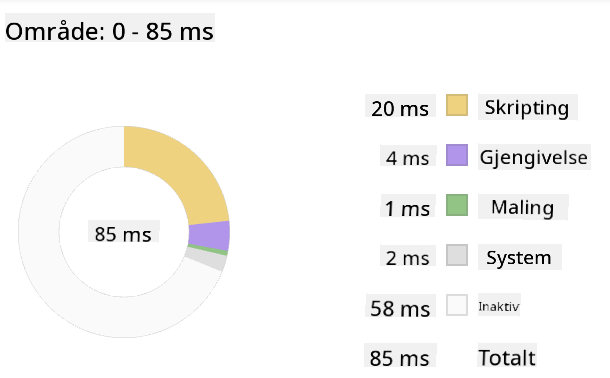 Område: 0 - 85 ms
20 ms Skripting
4 ms Gjengivelse
85 ms
1 ms Maling
2 ms System
58 ms Inaktiv
85 ms Totalt